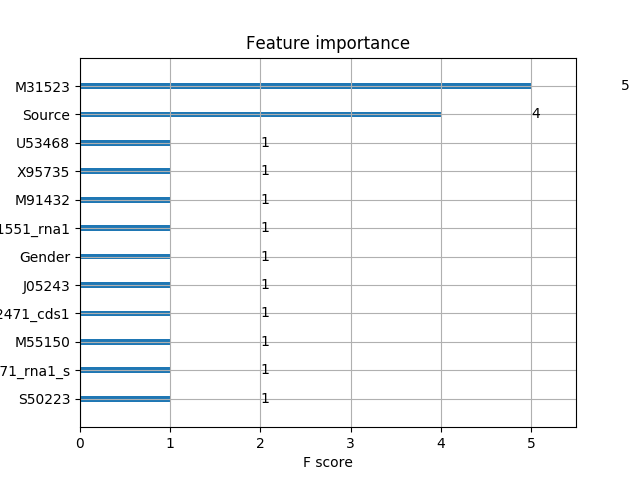 Feature importance
M31523 5
Source 4
U53468 1
X95735 1
M91432 1
1551_rna1 1
Gender 1
J05243 1
2471_cds1 1
M55150 1
71_rna1_s 1
S50223 1
0 1 2 3 4 5
F score